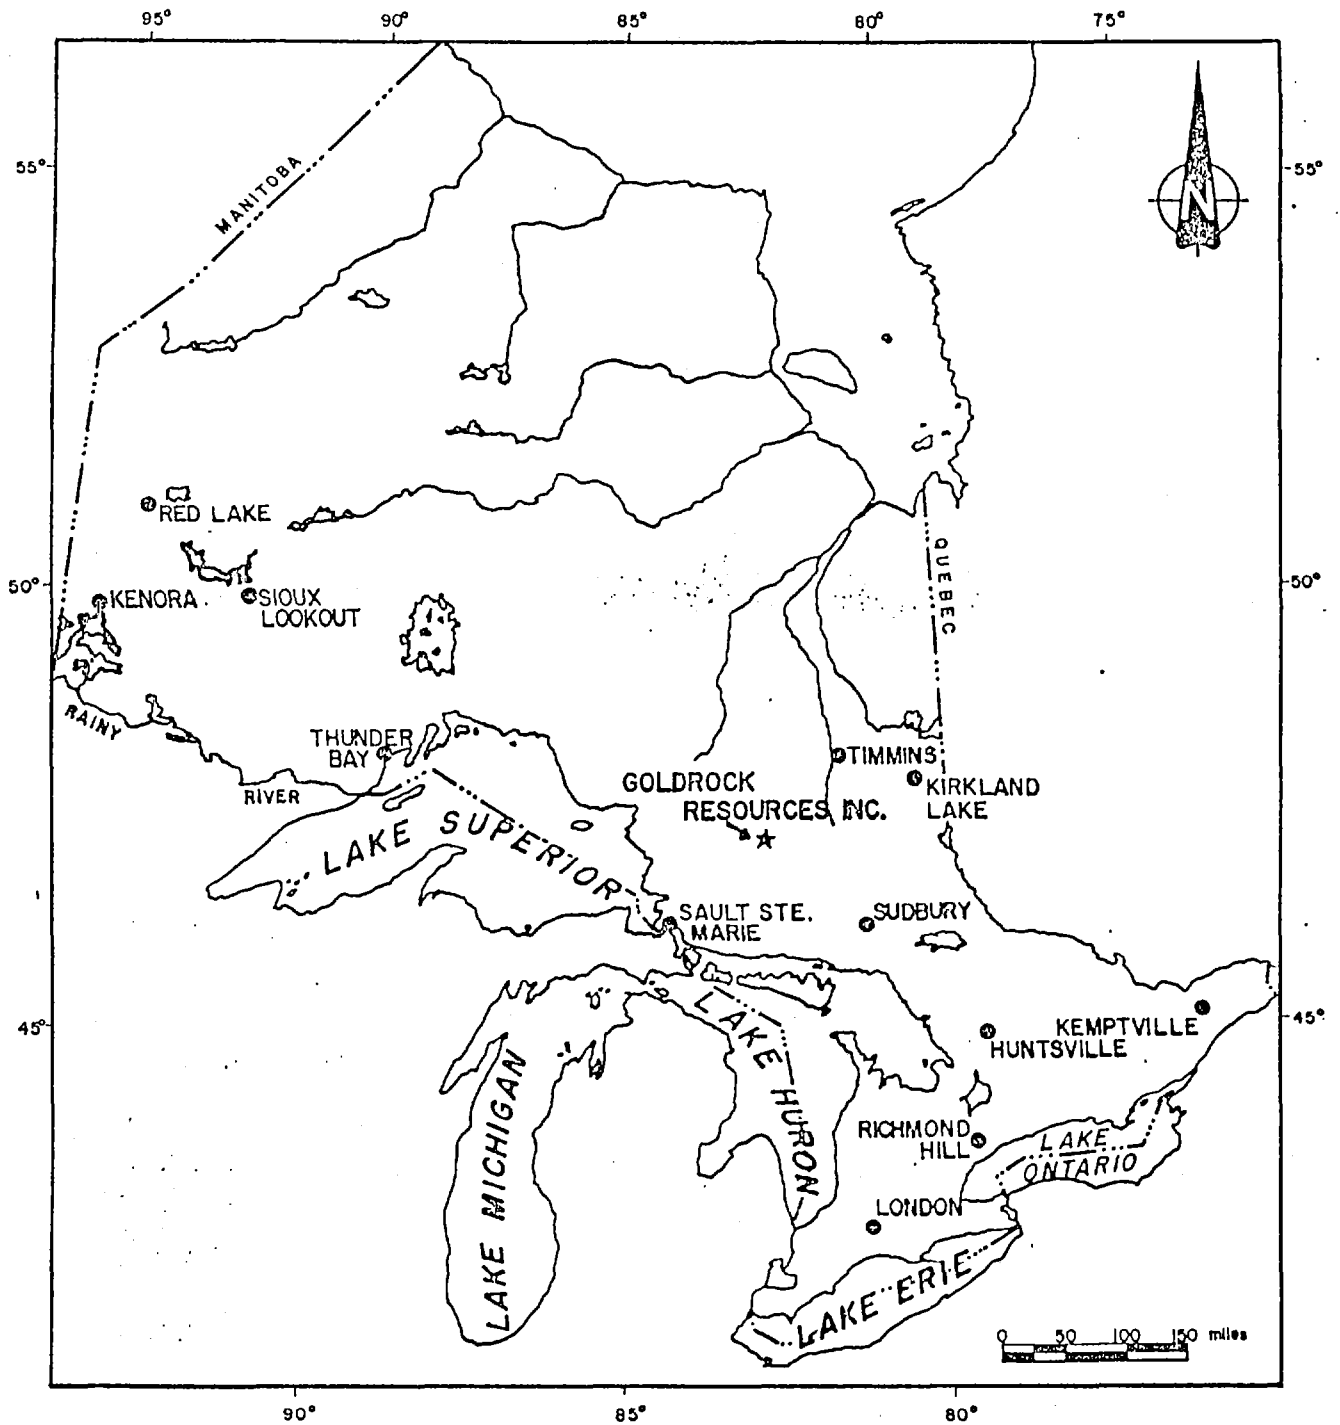 95° 90° 85° 80° 75°
55°
55°
MANITOBA
N
RED LAKE
50°
50°
KENORA
SIOUX
LOOKOUT
QUEBEC
RAINY
THUNDER
BAY
RIVER
TIMMINS
KIRKLAND
LAKE
GOLDROCK
RESOURCES INC.
LAKE SUPERIOR
SAULT STE.
MARIE
SUDBURY
45°
45°
KEMPTVILLE
HUNTSVILLE
LAKE HURON
LAKE MICHIGAN
RICHMOND
HILL
LAKE
ONTARIO
LONDON
LAKE ERIE
0 50 100 150 miles
90° 85° 80°